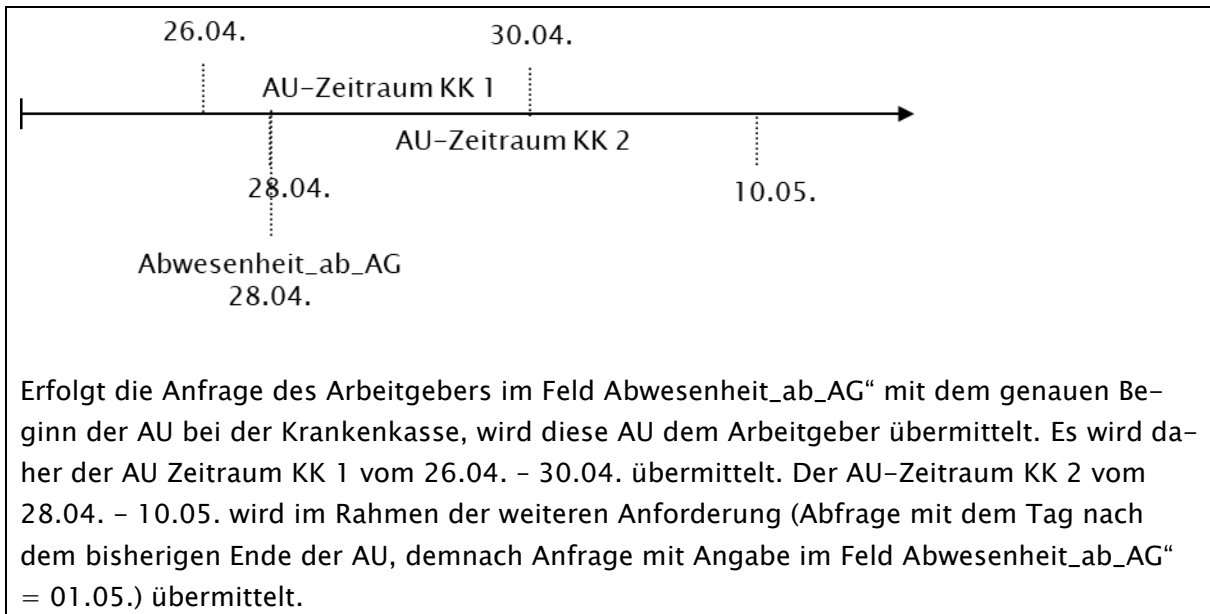 26.04.
30.04.
AU-Zeitraum KK 1
AU-Zeitraum KK 2
28.04.
10.05.
Abwesenheit_ab_AG
28.04.
Erfolgt die Anfrage des Arbeitgebers im Feld Abwesenheit_ab_AG“ mit dem genauen Be-
ginn der AU bei der Krankenkasse, wird diese AU dem Arbeitgeber übermittelt. Es wird da-
her der AU Zeitraum KK 1 vom 26.04. – 30.04. übermittelt. Der AU-Zeitraum KK 2 vom
28.04. – 10.05. wird im Rahmen der weiteren Anforderung (Abfrage mit dem Tag nach
dem bisherigen Ende der AU, demnach Anfrage mit Angabe im Feld Abwesenheit_ab_AG“
= 01.05.) übermittelt.